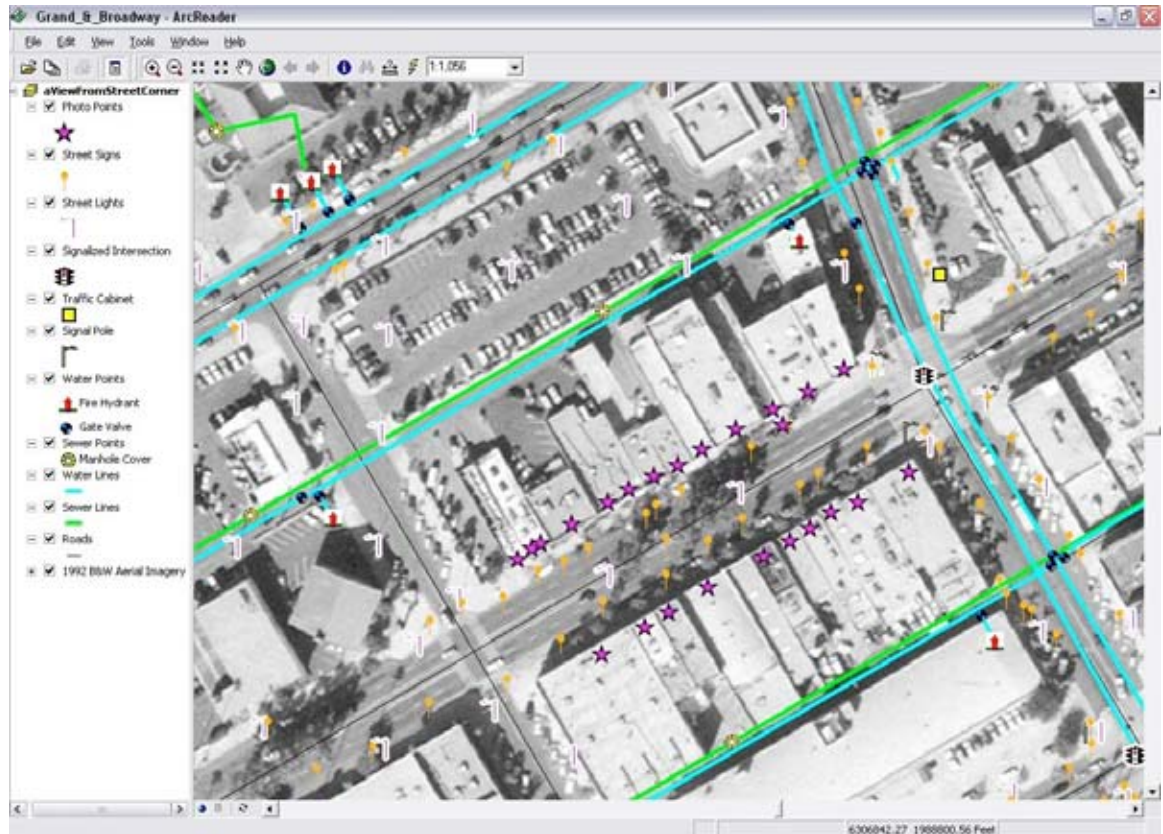 Grand_&_Broadway - ArcReader
File Edit View Tools Window Help
1:1,056
aViewFromStreetCorner
Photo Points
Street Signs
Street Lights
Signalized Intersection
Traffic Cabinet
Signal Pole
Water Points
Fire Hydrant
Gate Valve
Sewer Points
Manhole Cover
Water Lines
Sewer Lines
Roads
1992 B&W Aerial Imagery
6306842.27 1988800.56 Feet